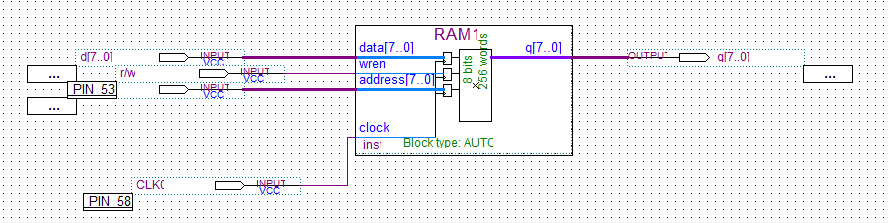 RAM1
d[7..0]
INPUT
VCC
data[7..0]
q[7..0]
OUTPUT
q[7..0]
...
r/w
INPUT
VCC
wren
8 bits
256 words
...
PIN_53
INPUT
VCC
address[7..0]
...
clock
inst
Block type: AUTO
CLK0
INPUT
VCC
PIN_58